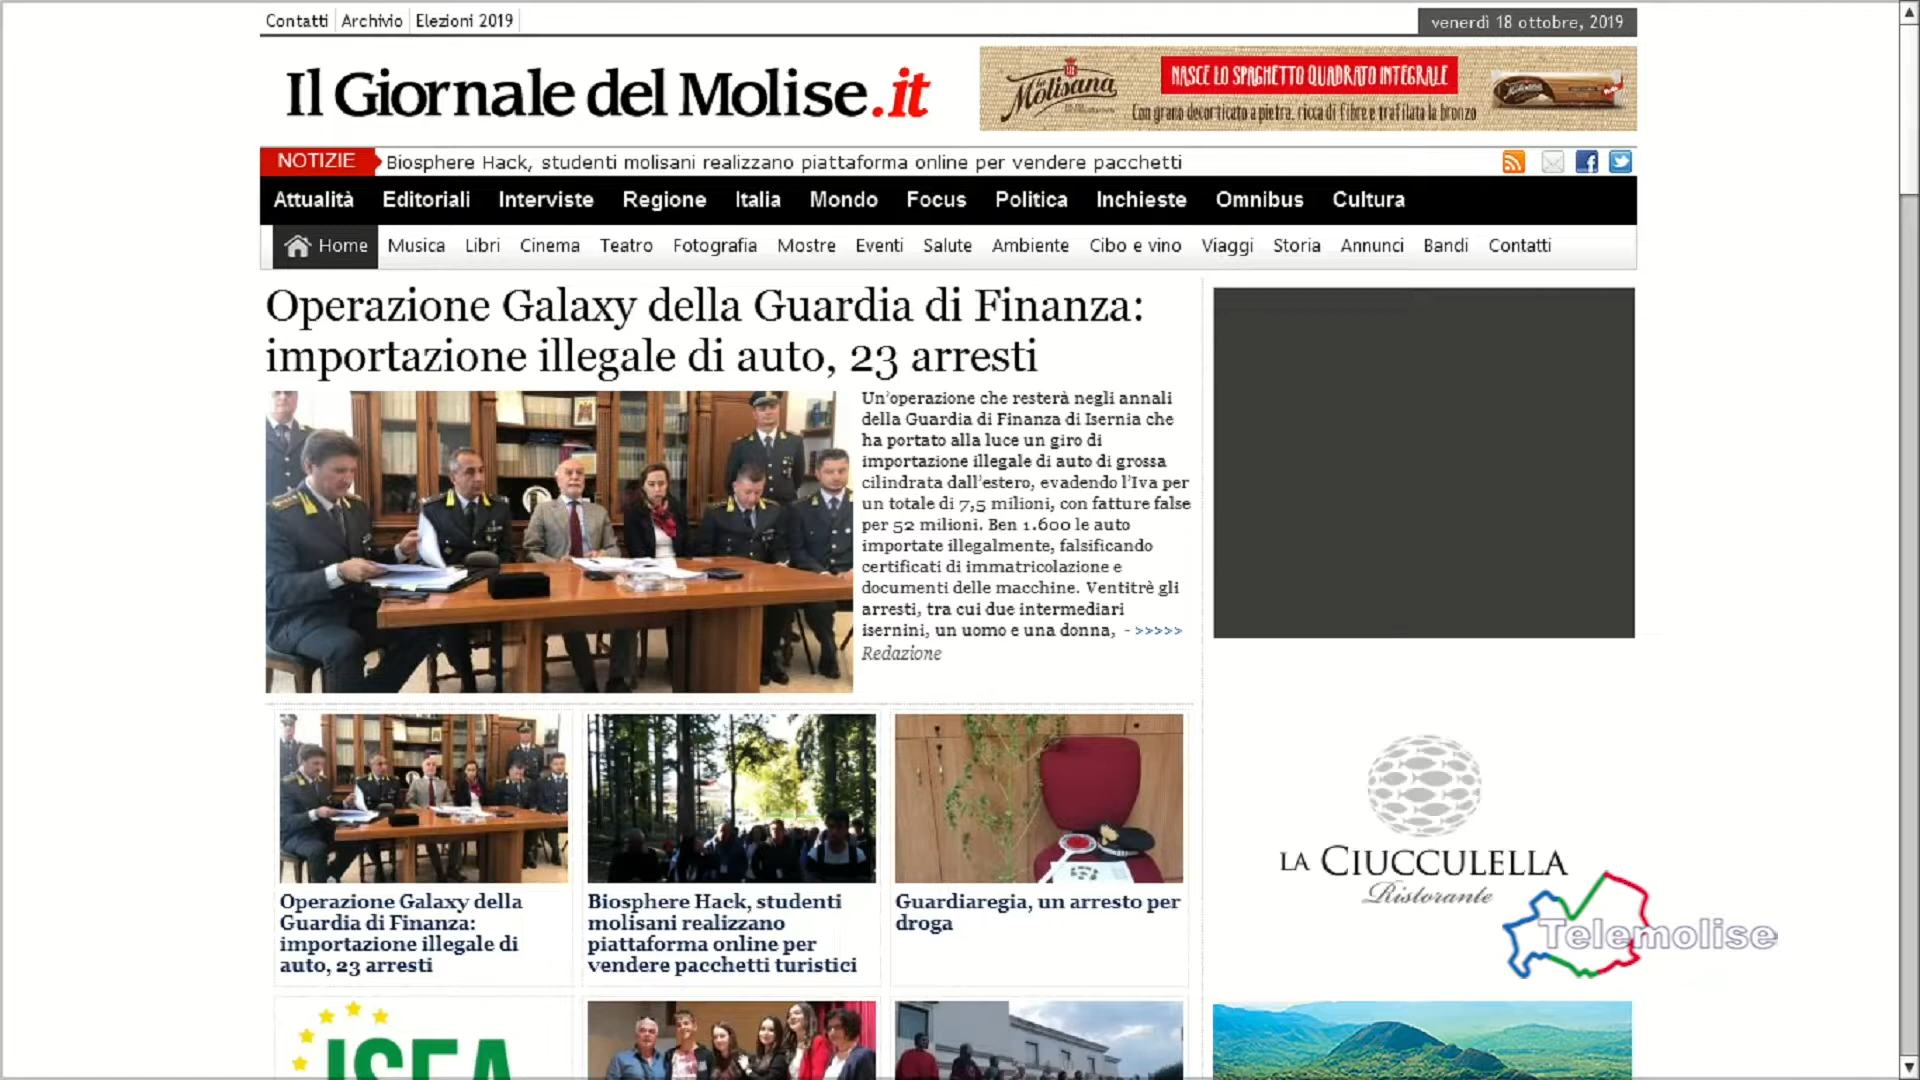 Contatti Archivio Elezioni 2019
venerdì 18 ottobre, 2019
Il Giornale del Molise.it
La Molisana
NASCE LO SPAGHETTO QUADRATO INTEGRALE
Con grano decorticato a pietra, ricca di fibre e trafilata la bronzo
NOTIZIE
Biosphere Hack, studenti molisani realizzano piattaforma online per vendere pacchetti
Attualità Editoriali Interviste Regione Italia Mondo Focus Politica Inchieste Omnibus Cultura
Home Musica Libri Cinema Teatro Fotografia Mostre Eventi Salute Ambiente Cibo e vino Viaggi Storia Annunci Bandi Contatti
Operazione Galaxy della Guardia di Finanza:
importazione illegale di auto, 23 arresti
Un'operazione che resterà negli annali
della Guardia di Finanza di Isernia che
ha portato alla luce un giro di
importazione illegale di auto di grossa
cilindrata dall'estero, evadendo l'Iva per
un totale di 7,5 milioni, con fatture false
per 52 milioni. Ben 1.600 le auto
importate illegalmente, falsificando
certificati di immatricolazione e
documenti delle macchine. Ventitrè gli
arresti, tra cui due intermediari
isernini, un uomo e una donna, - >>>>>
Redazione
Operazione Galaxy della
Guardia di Finanza:
importazione illegale di
auto, 23 arresti
Biosphere Hack, studenti
molisani realizzano
piattaforma online per
vendere pacchetti turistici
Guardiaregia, un arresto per
droga
LA CIUCCULELLA
Ristorante
Telemolise
ISEA